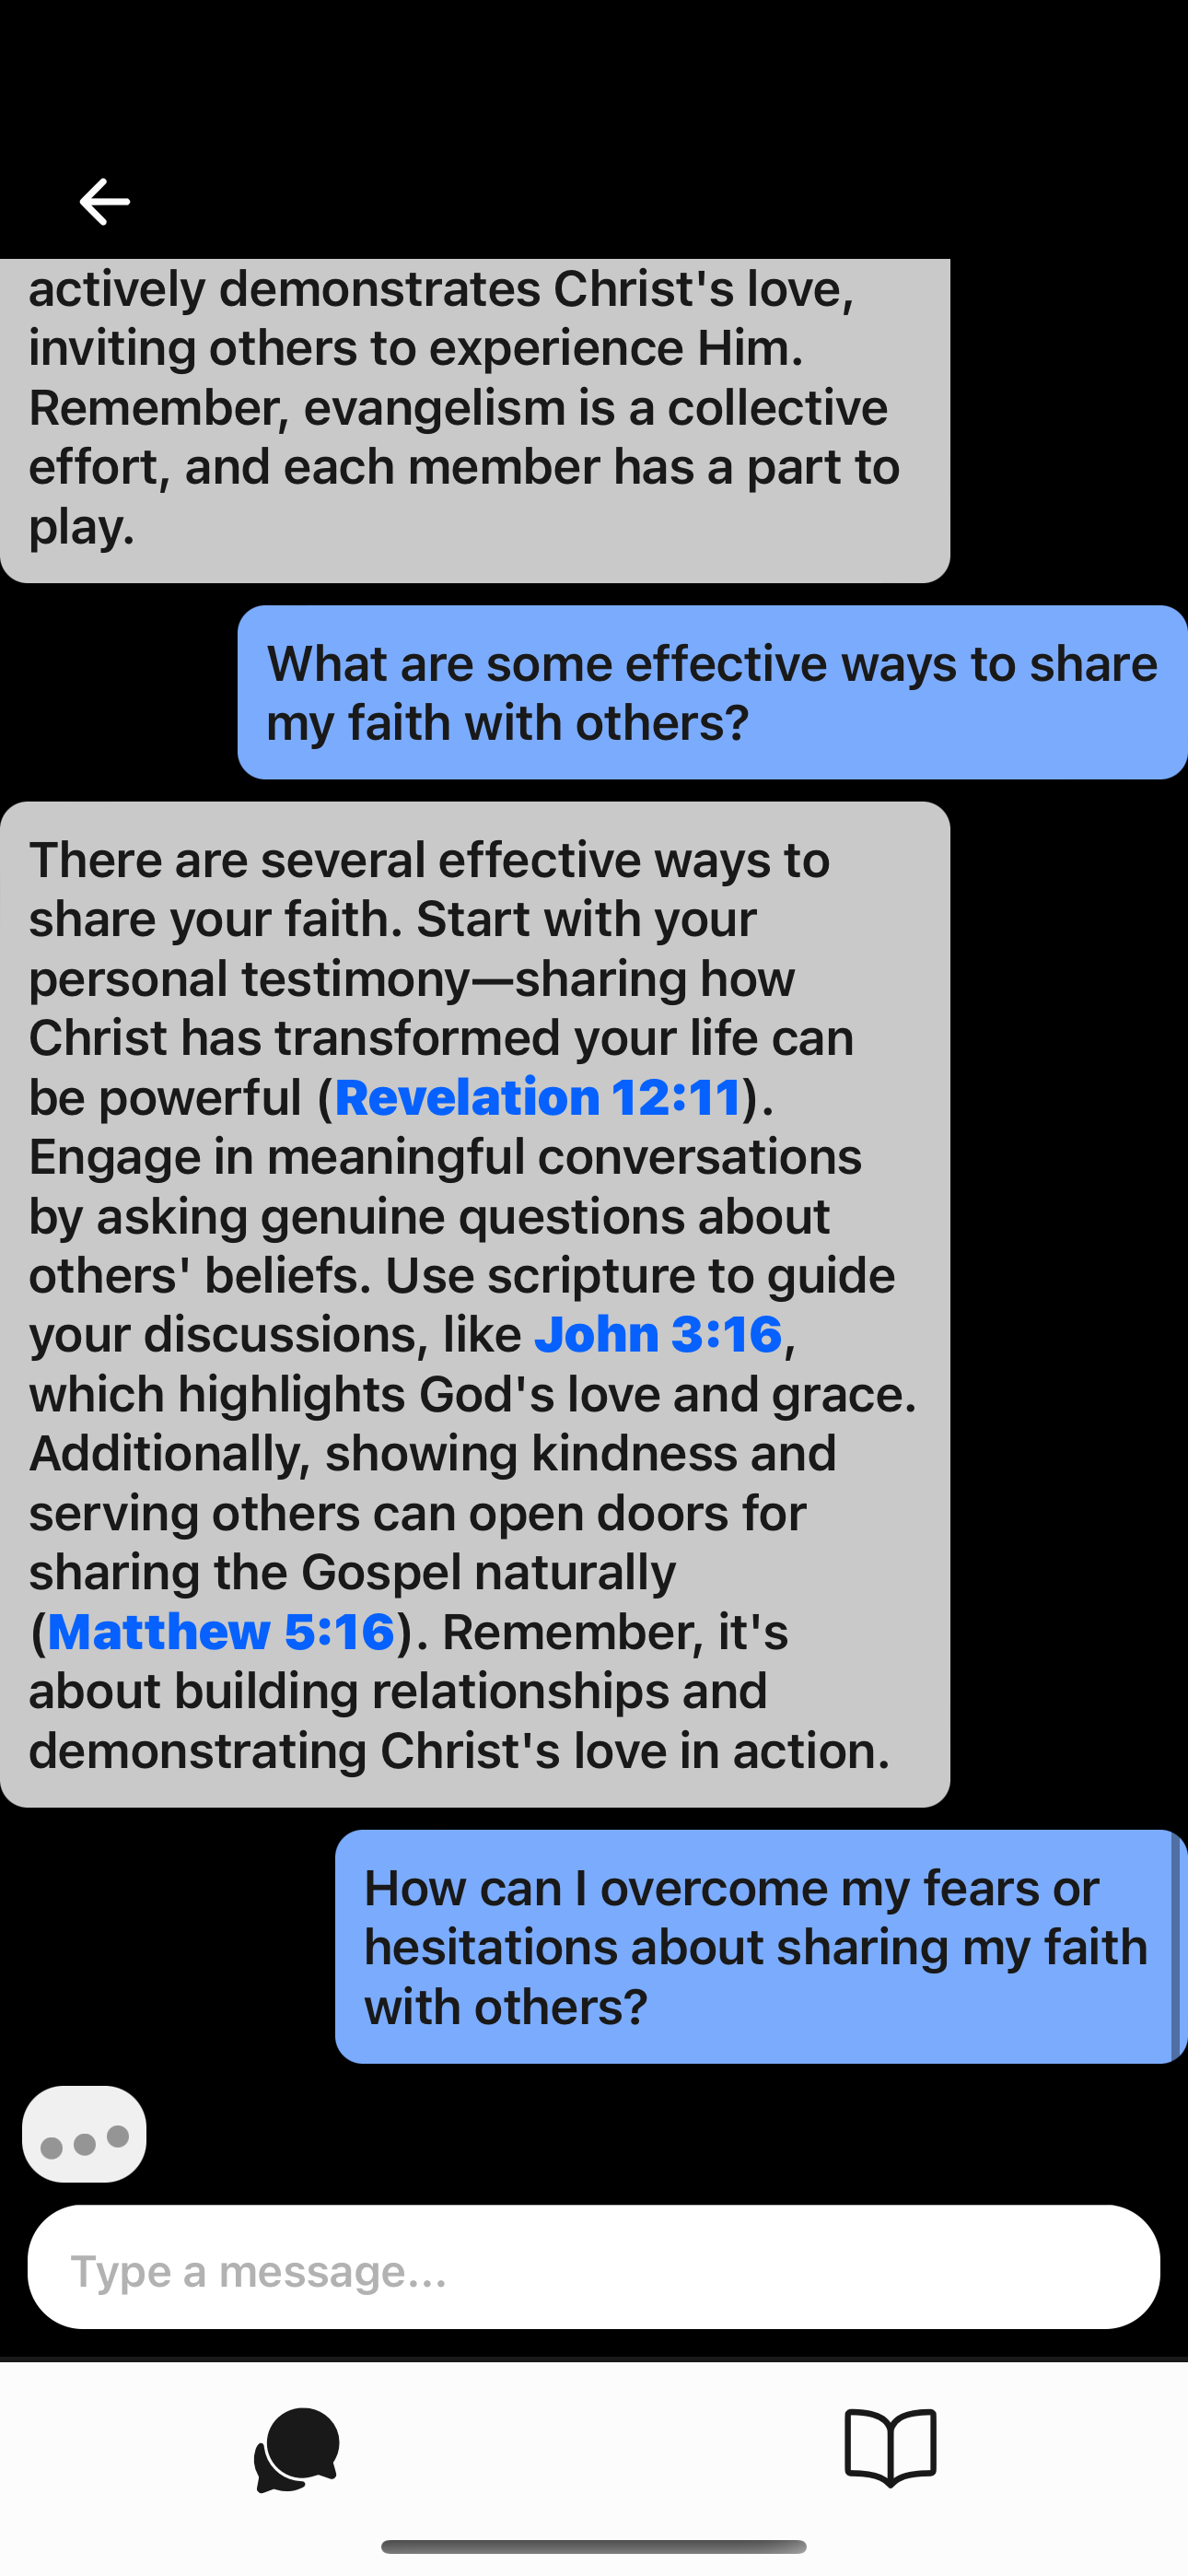 actively demonstrates Christ's love,
inviting others to experience Him.
Remember, evangelism is a collective
effort, and each member has a part to
play.
What are some effective ways to share
my faith with others?
There are several effective ways to
share your faith. Start with your
personal testimony—sharing how
Christ has transformed your life can
be powerful (Revelation 12:11).
Engage in meaningful conversations
by asking genuine questions about
others' beliefs. Use scripture to guide
your discussions, like John 3:16,
which highlights God's love and grace.
Additionally, showing kindness and
serving others can open doors for
sharing the Gospel naturally
(Matthew 5:16). Remember, it's
about building relationships and
demonstrating Christ's love in action.
How can I overcome my fears or
hesitations about sharing my faith
with others?
Type a message...